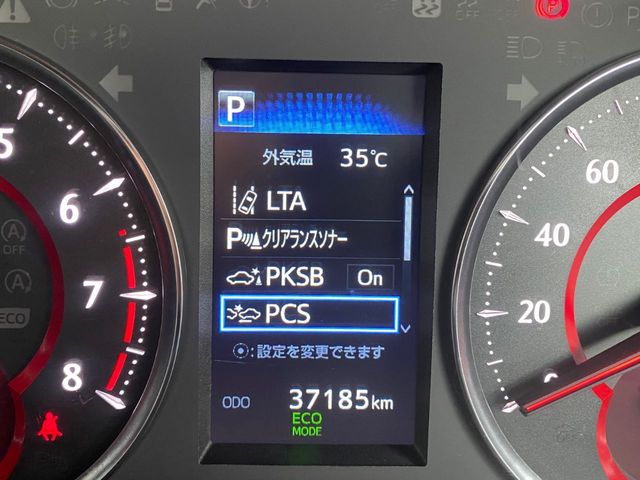 P
外気温 35℃
LTA
Pクリアランスソナー
PKSB On
PCS
:設定を変更できます
ODO 37185km
ECO
MODE
5
6
7
8
OFF
ECO
P
60
40
20
0